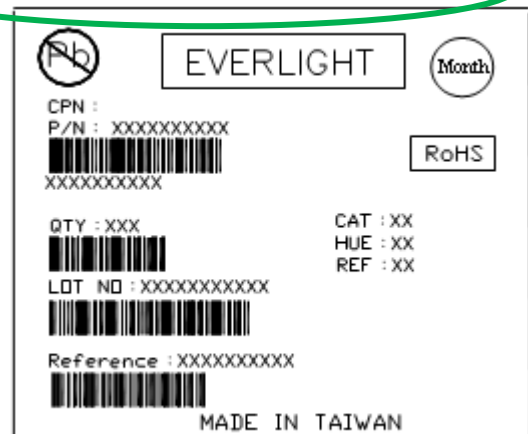 Pb
EVERLIGHT
Month
CPN :
P/N : XXXXXXXXXX
RoHS
XXXXXXXXXX
QTY : XXX
CAT : XX
HUE : XX
REF : XX
LOT NO : XXXXXXXXXXX
Reference : XXXXXXXXXX
MADE IN TAIWAN